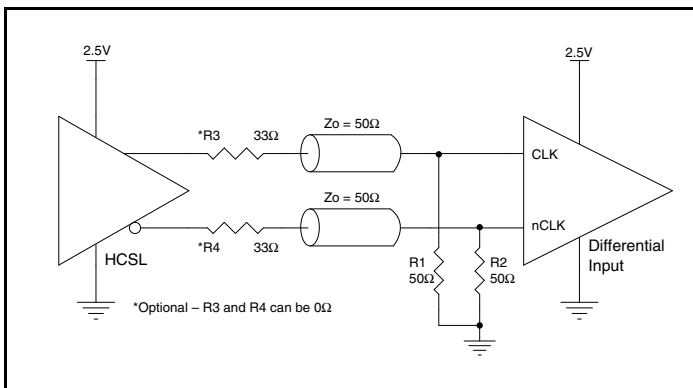 2.5V
2.5V
*R3 33Ω
Zo = 50Ω
CLK
Zo = 50Ω
nCLK
*R4 33Ω
HCSL
R1
50Ω
R2
50Ω
Differential
Input
*Optional – R3 and R4 can be 0Ω